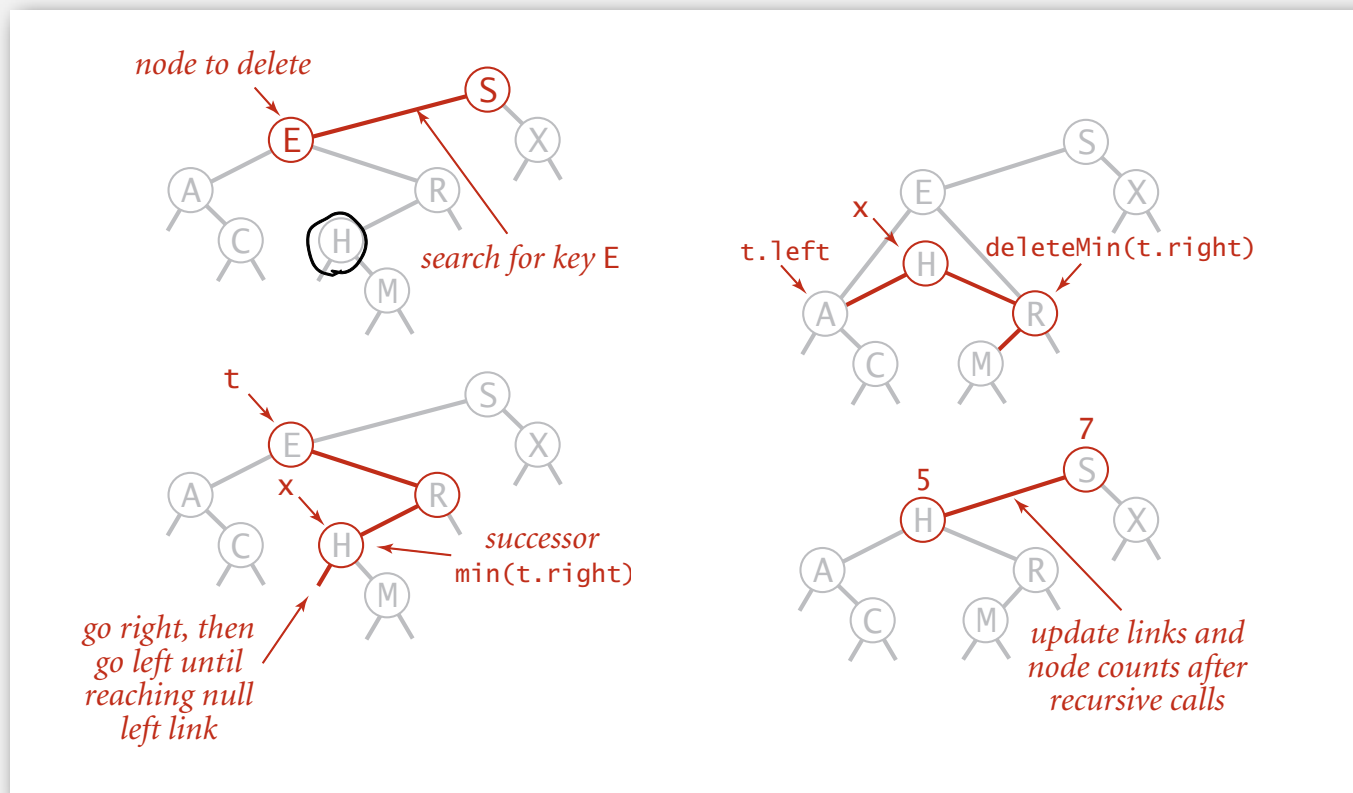 node to delete
S
E
X
A
R
C
H
search for key E
M
t
S
E
X
x
A
R
C
H
successor
min(t.right)
M
go right, then
go left until
reaching null
left link
S
E
X
x
t.left
H
deleteMin(t.right)
A
R
C
M
7
5
S
H
X
A
R
C
M
update links and
node counts after
recursive calls